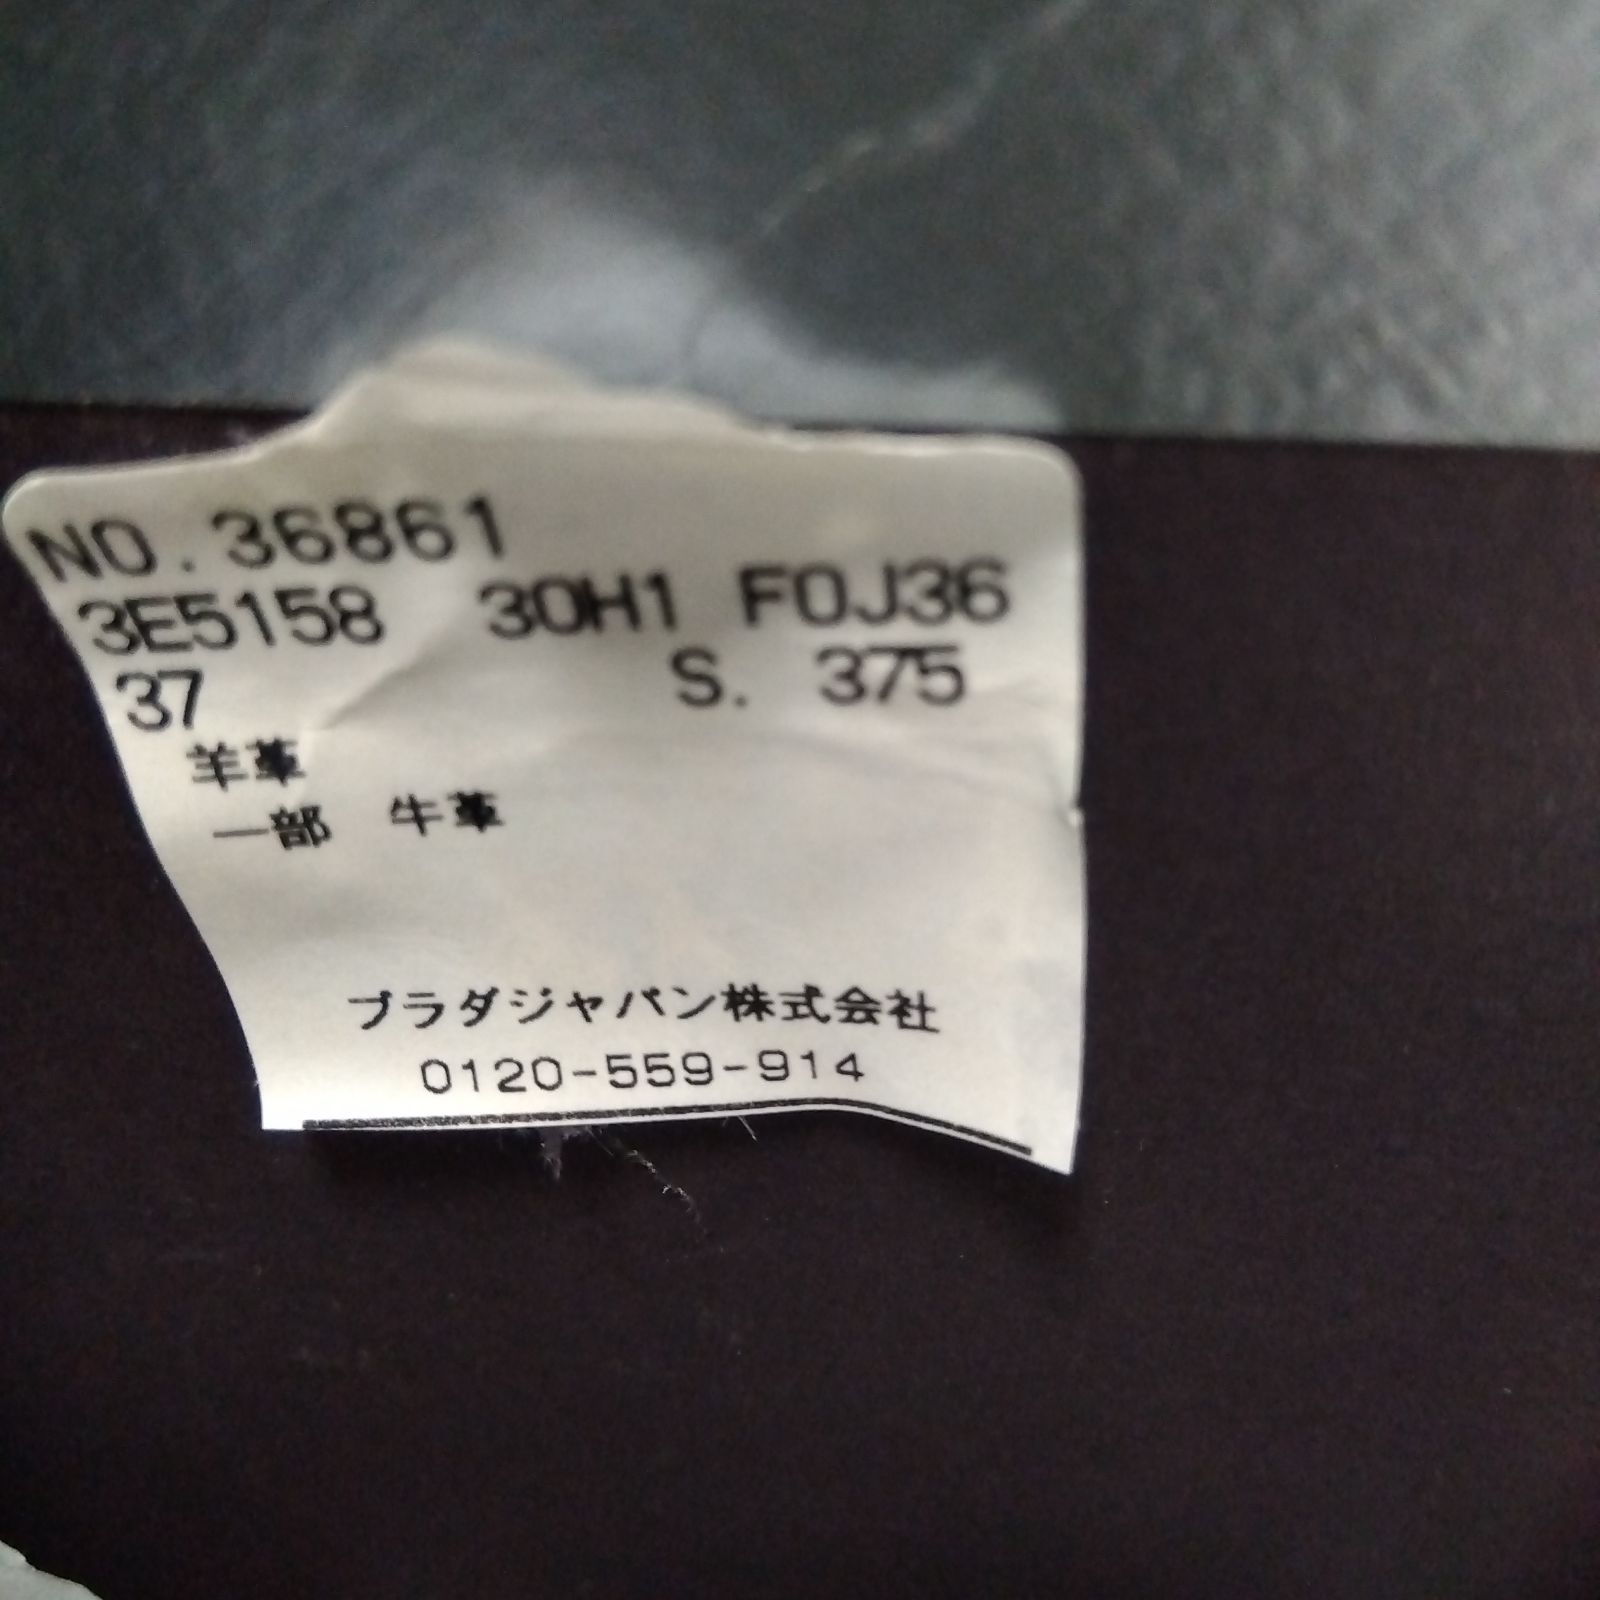 NO.36861
3E5158 30H1 F0J36
37 S. 375
羊革
一部 牛革
プラダジャパン株式会社
0120-559-914